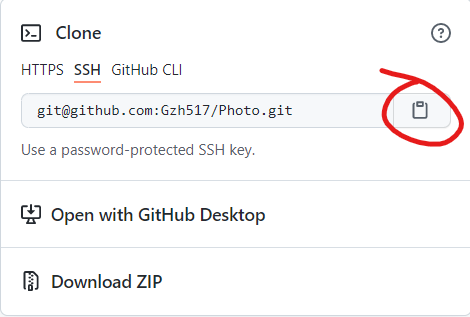 Clone
HTTPS SSH GitHub CLI
git@github.com:Gzh517/Photo.git
Use a password-protected SSH key.
Open with GitHub Desktop
Download ZIP